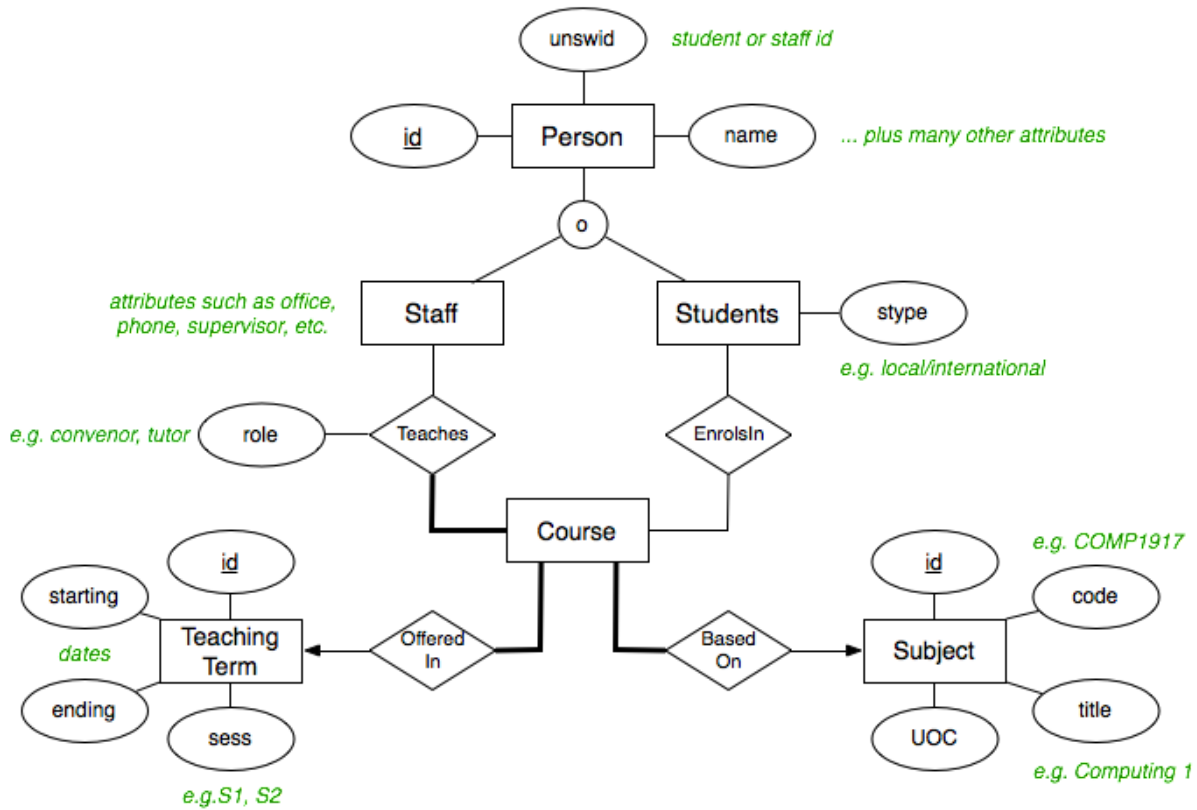 unswid
student or staff id
id
Person
name
... plus many other attributes
o
attributes such as office,
phone, supervisor, etc.
Staff
Students
stype
e.g. local/international
e.g. convenor, tutor
role
Teaches
EnrolsIn
Course
id
starting
dates
Teaching
Term
ending
sess
e.g.S1, S2
Offered
In
Based
On
id
e.g. COMP1917
code
Subject
UOC
title
e.g. Computing 1